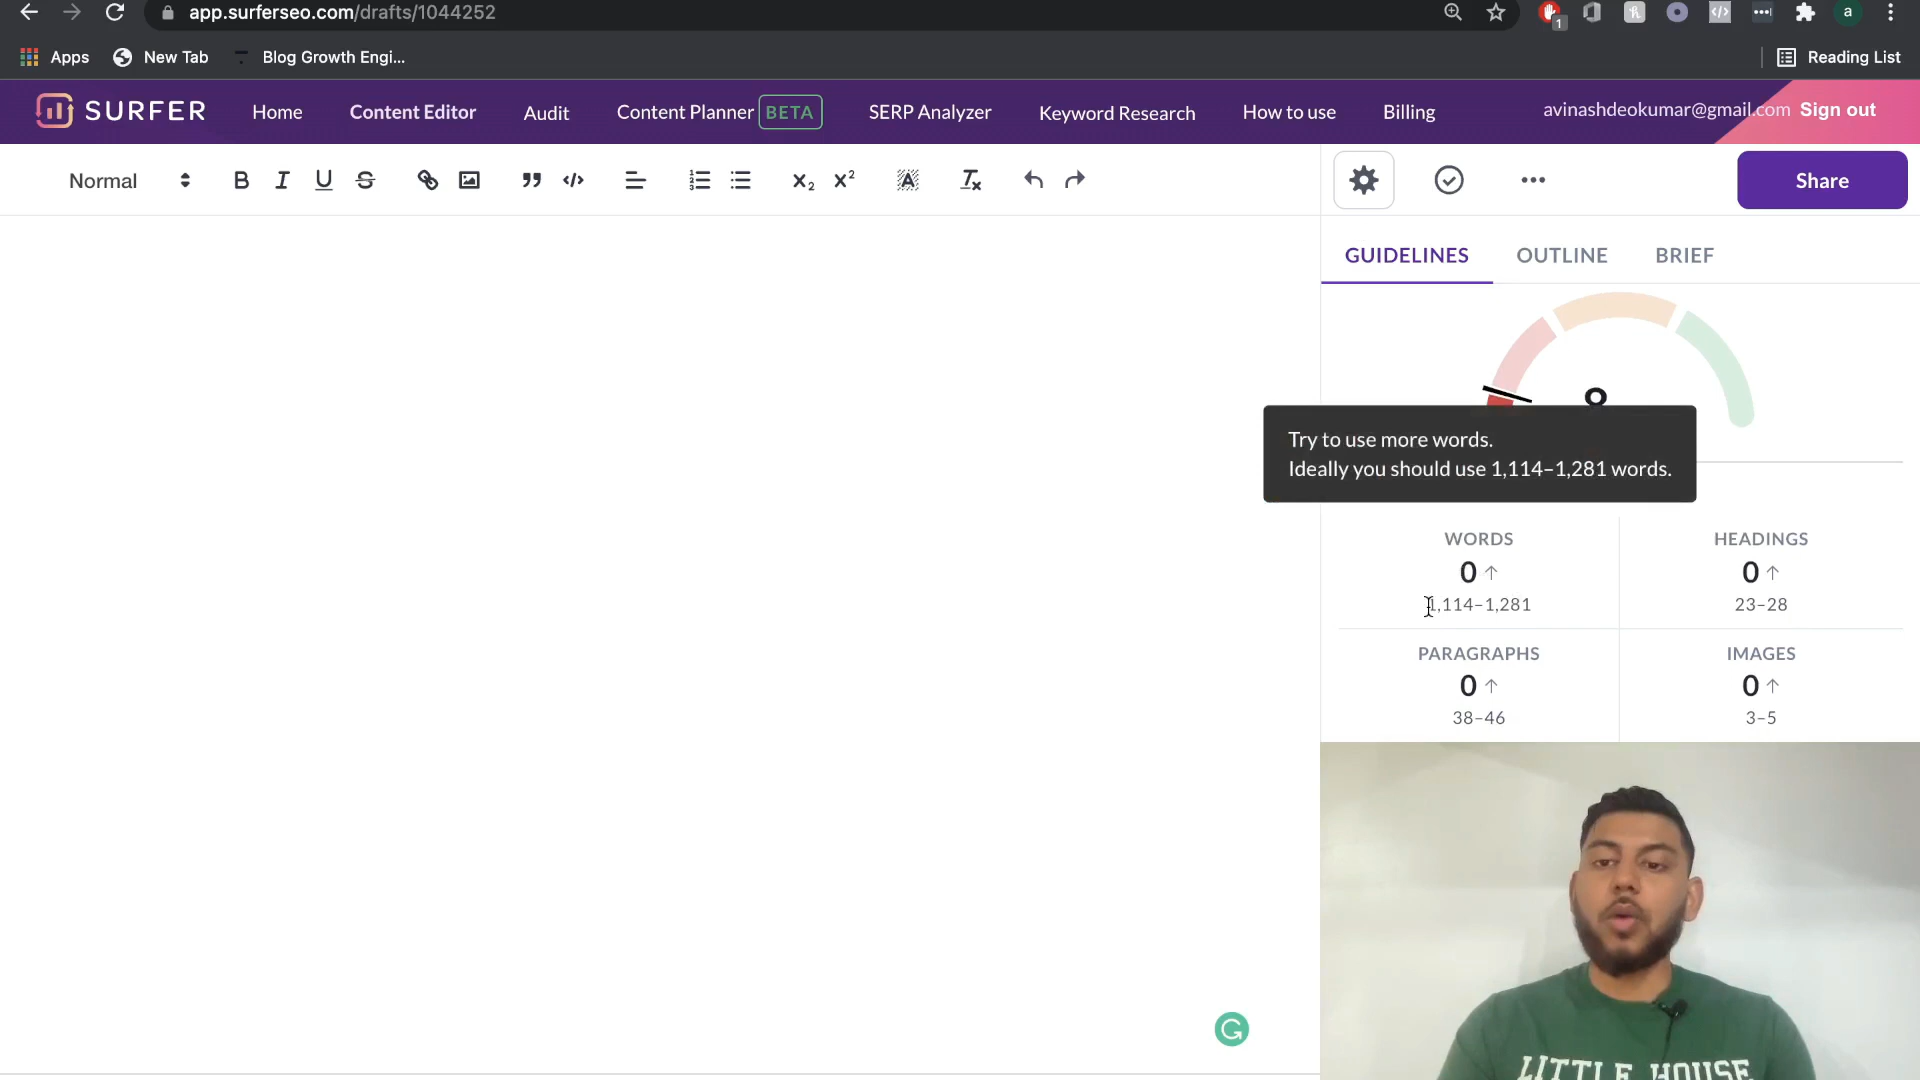 app.surferseo.com/drafts/1044252
1
a
Apps
New Tab
Blog Growth Engi...
Reading List
SURFER
Home
Content Editor
Audit
Content Planner BETA
SERP Analyzer
Keyword Research
How to use
Billing
avinashdeokumar@gmail.com
Sign out
Normal
Share
GUIDELINES
OUTLINE
BRIEF
Try to use more words.
Ideally you should use 1,114–1,281 words.
WORDS
0 ↑
1,114–1,281
HEADINGS
0 ↑
23–28
PARAGRAPHS
0 ↑
38–46
IMAGES
0 ↑
3–5
LITTLE HOUSE